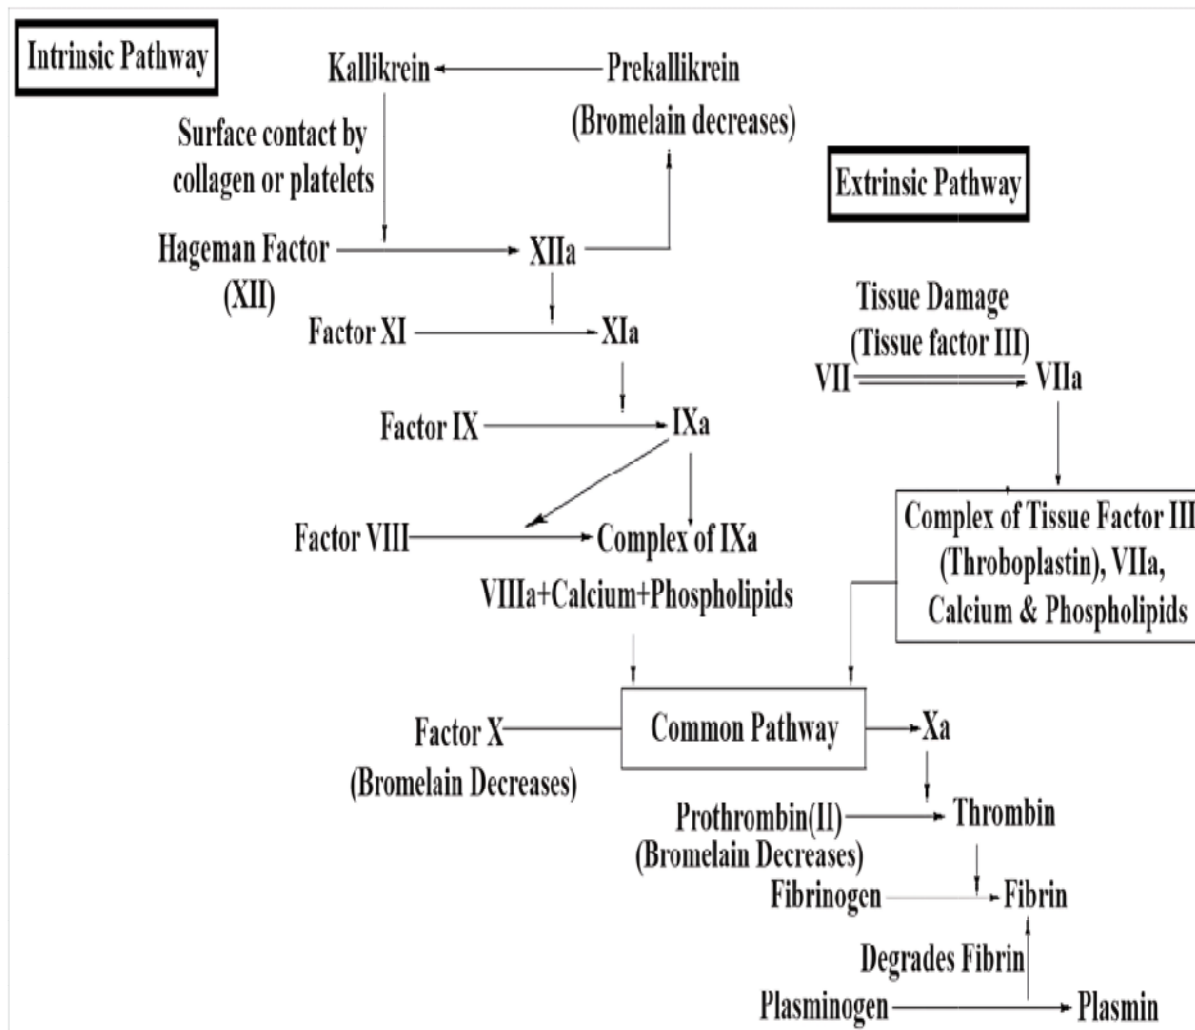 Intrinsic Pathway
Kallikrein
Prekallikrein
(Bromelain decreases)
Surface contact by
collagen or platelets
Extrinsic Pathway
Hageman Factor
(XII)
XIIa
Tissue Damage
(Tissue factor III)
Factor XI
XIa
VII
VIIa
Factor IX
IXa
Factor VIII
Complex of IXa
VIIIa+Calcium+Phospholipids
Complex of Tissue Factor III
(Throboplastin), VIIa,
Calcium & Phospholipids
Factor X
(Bromelain Decreases)
Common Pathway
Xa
Prothrombin(II)
(Bromelain Decreases)
Thrombin
Fibrinogen
Fibrin
Degrades Fibrin
Plasminogen
Plasmin